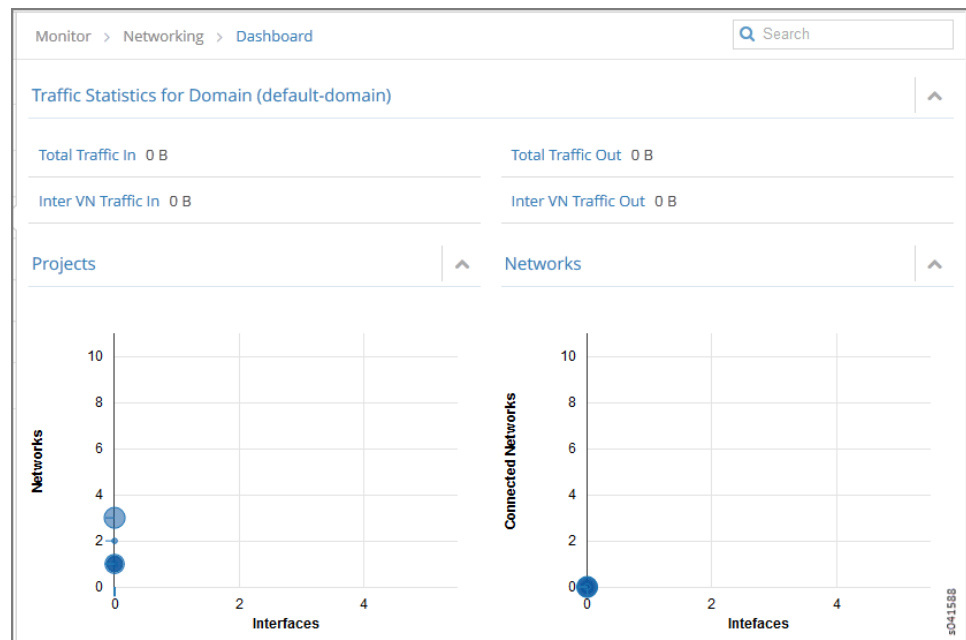 Monitor > Networking > Dashboard
Search
Traffic Statistics for Domain (default-domain)
Total Traffic In 0 B
Total Traffic Out 0 B
Inter VN Traffic In 0 B
Inter VN Traffic Out 0 B
Projects
Networks
10
8
6
4
2
0
Networks
0 2 4
Interfaces
10
8
6
4
2
0
Connected Networks
0 2 4
Intefaces
s041588